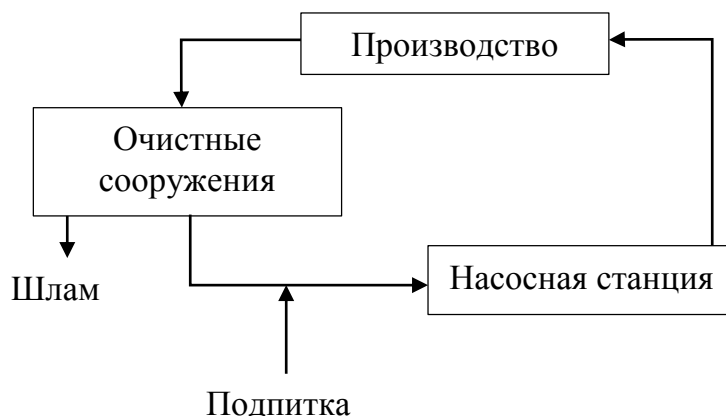 Производство
Очистные
сооружения
Насосная станция
Шлам
Подпитка